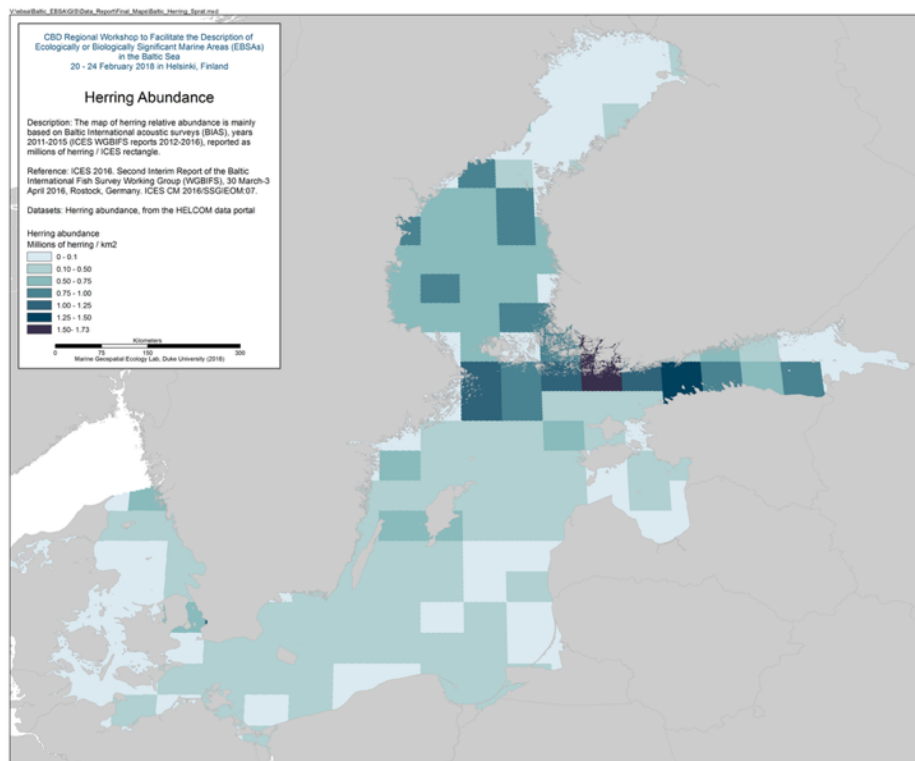 V:\ebsa\Baltic_EBSA\GIS\Data_Report\Final_Maps\Baltic_Herring_Sprat.mxd
CBD Regional Workshop to Facilitate the Description of
Ecologically or Biologically Significant Marine Areas (EBSAs)
in the Baltic Sea
20 - 24 February 2018 in Helsinki, Finland
Herring Abundance
Description: The map of herring relative abundance is mainly
based on Baltic International acoustic surveys (BIAS), years
2011-2015 (ICES WGBIFS reports 2012-2016), reported as
millions of herring / ICES rectangle.
Reference: ICES 2016. Second Interim Report of the Baltic
International Fish Survey Working Group (WGBIFS), 30 March-3
April 2016, Rostock, Germany. ICES CM 2016/SSGIEOM:07.
Datasets: Herring abundance, from the HELCOM data portal
Herring abundance
Millions of herring / km2
0 - 0.1
0.10 - 0.50
0.50 - 0.75
0.75 - 1.00
1.00 - 1.25
1.25 - 1.50
1.50- 1.73
Kilometers
0 75 150 300
Marine Geospatial Ecology Lab, Duke University (2018)